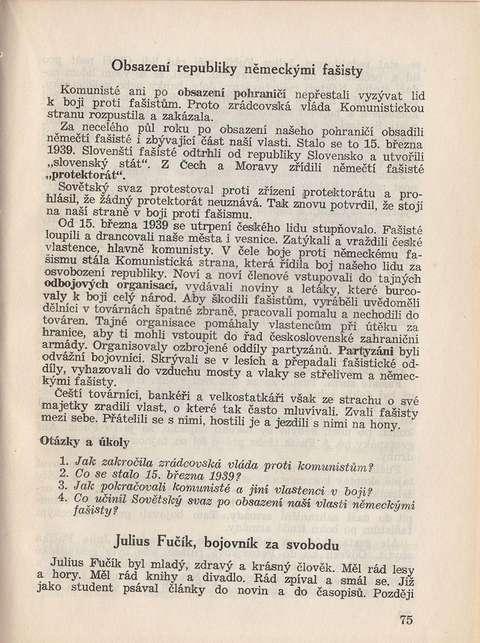 Obsazení republiky německými fašisty
Komunisté ani po obsazení pohraničí nepřestali vyzývat lid
k boji proti fašistům. Proto zrádcovská vláda Komunistickou
stranu rozpustila a zakázala.
Za necelého půl roku po obsazení našeho pohraničí obsadili
němečtí fašisté i zbývající část naší vlasti. Stalo se to 15. března
1939. Slovenští fašisté odtrhli od republiky Slovensko a utvořili
„slovenský stát“. Z Čech a Moravy zřídili němečtí fašisté
„protektorát“.
Sovětský svaz protestoval proti zřízení protektorátu a pro-
hlásil, že žádný protektorát neuznává. Tak znovu potvrdil, že stojí
na naší straně v boji proti fašismu.
Od 15. března 1939 se utrpení českého lidu stupňovalo. Fašisté
loupili a drancovali naše města i vesnice. Zatýkali a vraždili české
vlastence, hlavně komunisty. V čele boje proti německému fa-
šismu stála Komunistická strana, která řídila boj našeho lidu za
osvobození republiky. Noví a noví členové vstupovali do tajných
odbojových organisací, vydávali noviny a letáky, které burco-
valy k boji celý národ. Aby škodili fašistům, vyráběli uvědomělí
dělníci v továrnách špatné zbraně, pracovali pomalu a nechodili do
továren. Tajné organisace pomáhaly vlastencům při útěku za
hranice, aby ti mohli vstoupit do řad československé zahraniční
armády. Organisovaly ozbrojené oddíly partyzánů. Partyzáni byli
odvážní bojovníci. Skrývali se v lesích a přepadali fašistické od-
díly, vyhazovali do vzduchu mosty a vlaky se střelivem a němec-
kými fašisty.
Čeští továrníci, bankéři a velkostatkáři však ze strachu o své
majetky zradili vlast, o které tak často mluvívali. Zvali fašisty
mezi sebe. Přátelili se s nimi, hostili je a jezdili s nimi na hony.
Otázky a úkoly
1. Jak zakročila zrádcovská vláda proti komunistům?
2. Co se stalo 15. března 1939?
3. Jak pokračovali komunisté a jiní vlastenci v boji?
4. Co učinil Sovětský svaz po obsazení naší vlasti německými
fašisty?
Julius Fučík, bojovník za svobodu
Julius Fučík byl mladý, zdravý a krásný člověk. Měl rád lesy
a hory. Měl rád knihy a divadlo. Rád zpíval a smál se. Již
jako student psával články do novin a do časopisů. Později
75